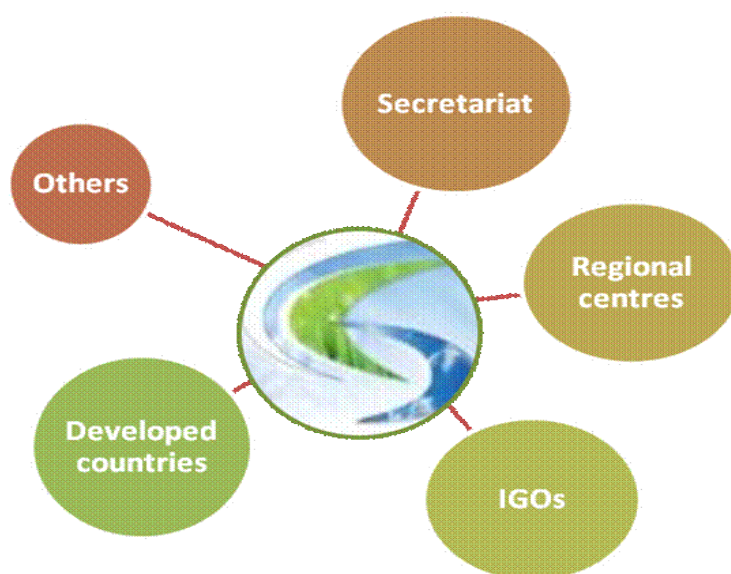 Secretariat
Others
Regional
centres
Developed
countries
IGOs